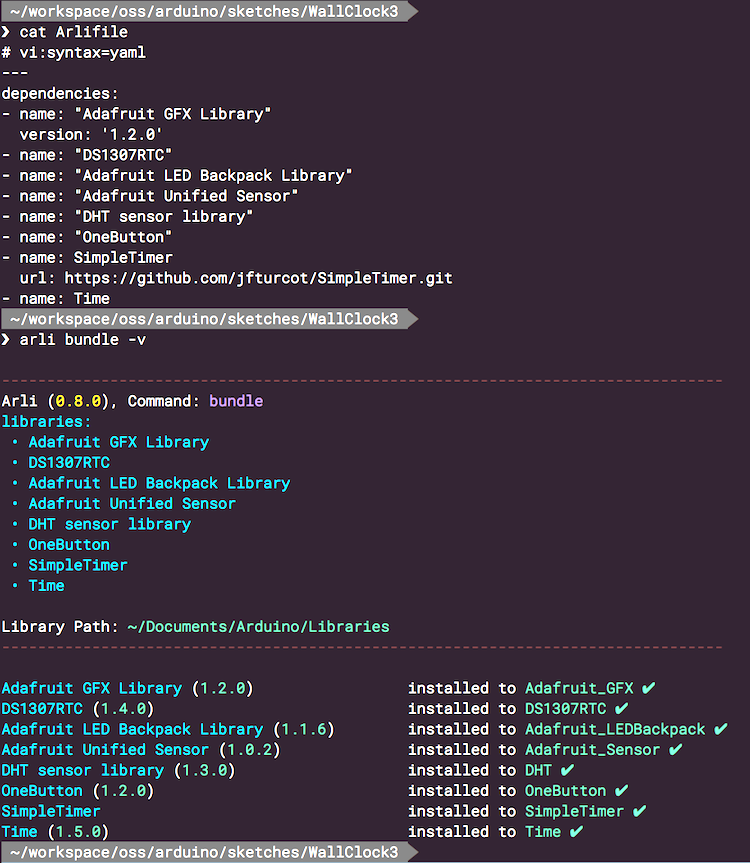 ~/workspace/oss/arduino/sketches/WallClock3
❯ cat Arlifile
# vi:syntax=yaml
---
dependencies:
- name: "Adafruit GFX Library"
  version: '1.2.0'
- name: "DS1307RTC"
- name: "Adafruit LED Backpack Library"
- name: "Adafruit Unified Sensor"
- name: "DHT sensor library"
- name: "OneButton"
- name: SimpleTimer
  url: https://github.com/jfturcot/SimpleTimer.git
- name: Time
~/workspace/oss/arduino/sketches/WallClock3
❯ arli bundle -v
--------------------------------------------------------------------------------
Arli (0.8.0), Command: bundle
libraries:
 • Adafruit GFX Library
 • DS1307RTC
 • Adafruit LED Backpack Library
 • Adafruit Unified Sensor
 • DHT sensor library
 • OneButton
 • SimpleTimer
 • Time
Library Path: ~/Documents/Arduino/Libraries
--------------------------------------------------------------------------------
Adafruit GFX Library (1.2.0) installed to Adafruit_GFX ✔
DS1307RTC (1.4.0) installed to DS1307RTC ✔
Adafruit LED Backpack Library (1.1.6) installed to Adafruit_LEDBackpack ✔
Adafruit Unified Sensor (1.0.2) installed to Adafruit_Sensor ✔
DHT sensor library (1.3.0) installed to DHT ✔
OneButton (1.2.0) installed to OneButton ✔
SimpleTimer installed to SimpleTimer ✔
Time (1.5.0) installed to Time ✔
~/workspace/oss/arduino/sketches/WallClock3